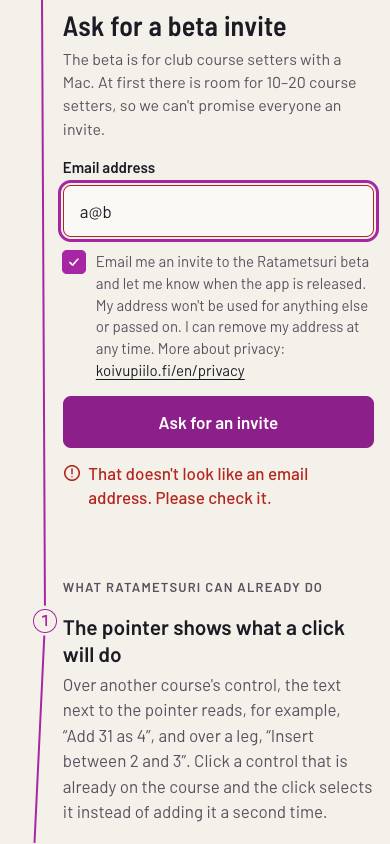 Ask for a beta invite
The beta is for club course setters with a
Mac. At first there is room for 10–20 course
setters, so we can't promise everyone an
invite.
Email address
a@b
Email me an invite to the Ratametsuri beta
and let me know when the app is released.
My address won't be used for anything else
or passed on. I can remove my address at
any time. More about privacy:
koivupiilo.fi/en/privacy
Ask for an invite
That doesn't look like an email
address. Please check it.
WHAT RATAMETSURI CAN ALREADY DO
1
The pointer shows what a click
will do
Over another course's control, the text
next to the pointer reads, for example,
“Add 31 as 4”, and over a leg, “Insert
between 2 and 3”. Click a control that is
already on the course and the click selects
it instead of adding it a second time.